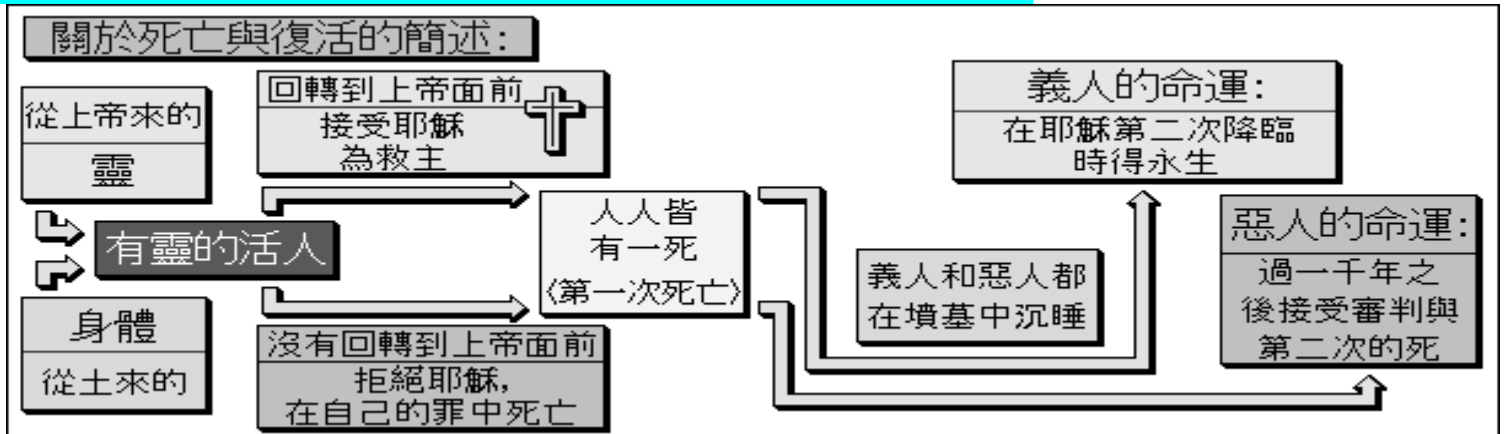 關於死亡與復活的簡述:
從上帝來的
靈
有靈的活人
身體
從土來的
回轉到上帝面前
接受耶穌
為救主
沒有回轉到上帝面前
拒絕耶穌,
在自己的罪中死亡
人人皆
有一死
〈第一次死亡〉
義人和惡人都
在墳墓中沉睡
義人的命運:
在耶穌第二次降臨
時得永生
惡人的命運:
過一千年之
後接受審判與
第二次的死